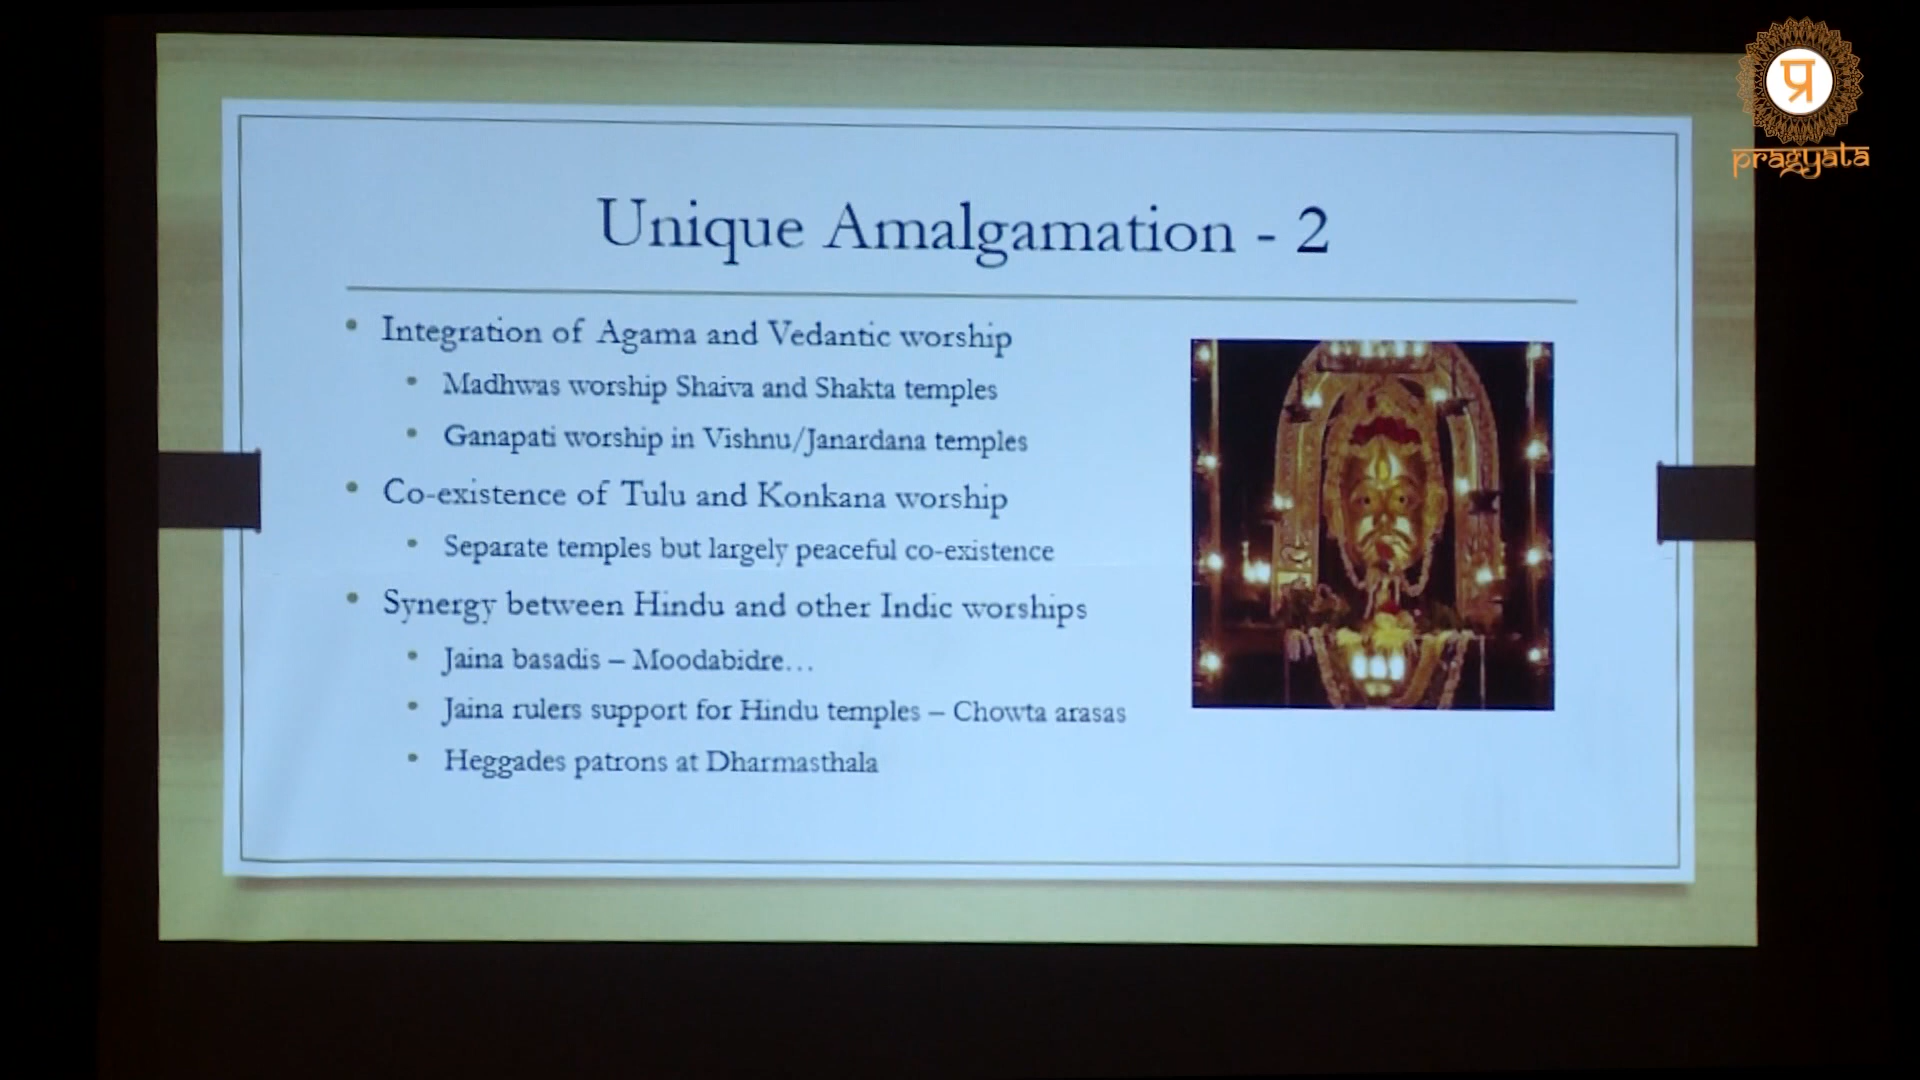 प्र
pragyata
Unique Amalgamation - 2
• Integration of Agama and Vedantic worship
• Madhwas worship Shaiva and Shakta temples
• Ganapati worship in Vishnu/Janardana temples
• Co-existence of Tulu and Konkana worship
• Separate temples but largely peaceful co-existence
• Synergy between Hindu and other Indic worships
• Jaina basadis – Moodabidre…
• Jaina rulers support for Hindu temples – Chowta arasas
• Heggades patrons at Dharmasthala